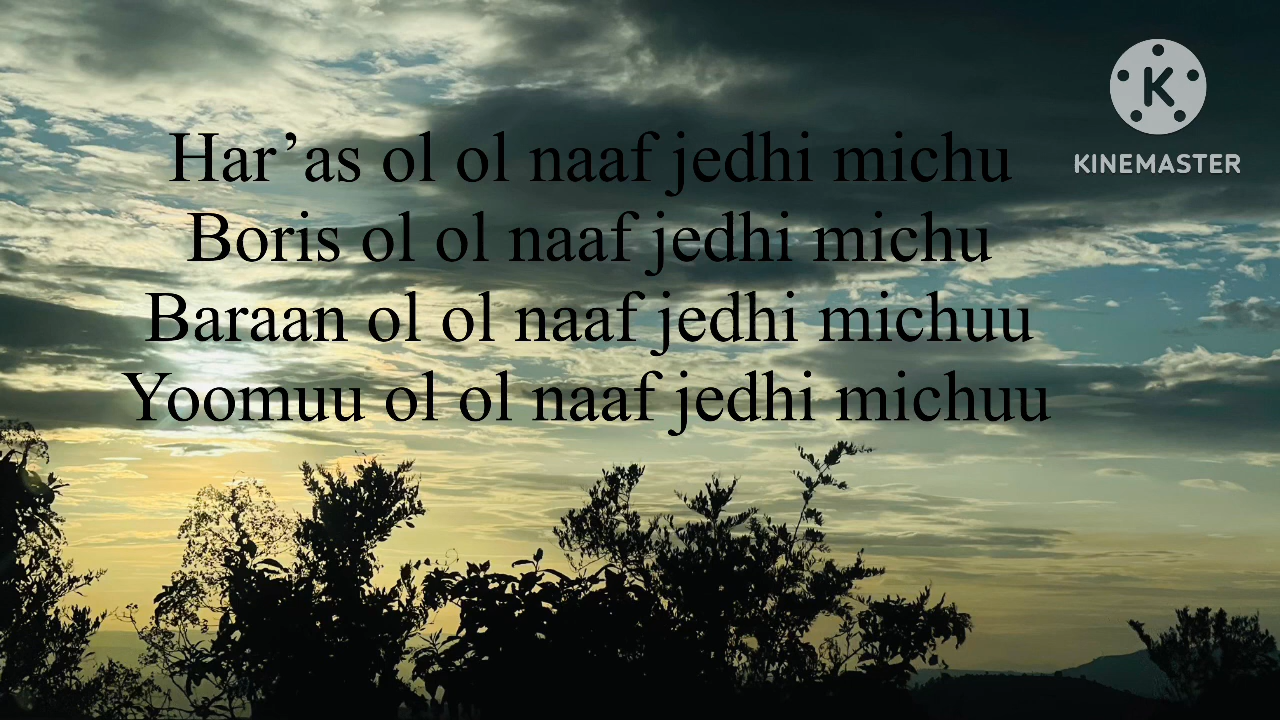 Har’as ol ol naaf jedhi michu
Boris ol ol naaf jedhi michu
Baraan ol ol naaf jedhi michuu
Yoomuu ol ol naaf jedhi michuu
KINEMASTER